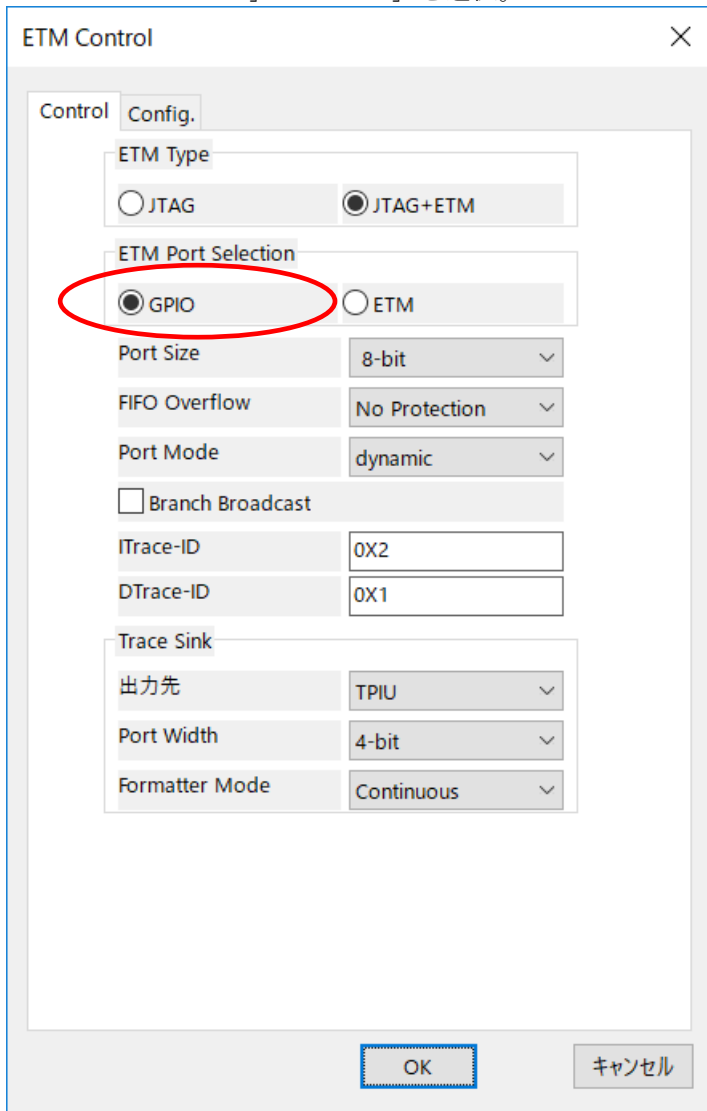 ETM Control
Control Config.
ETM Type
JTAG JTAG+ETM
ETM Port Selection
GPIO ETM
Port Size 8-bit
FIFO Overflow No Protection
Port Mode dynamic
Branch Broadcast
ITrace-ID 0X2
DTrace-ID 0X1
Trace Sink
出力先 TPIU
Port Width 4-bit
Formatter Mode Continuous
OK キャンセル